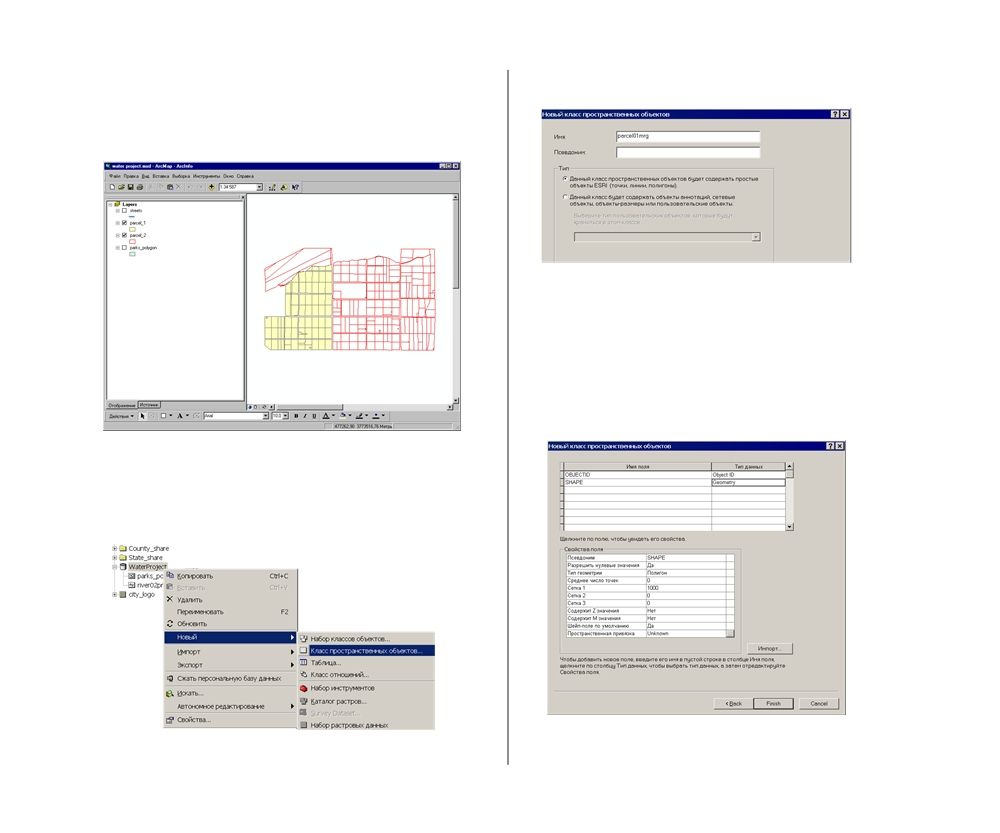 water project.mxd - ArcMap - ArcInfo
Файл Правка Вид Вставка Выборка Инструменты Окно Справка
1:34 587
Layers
streets
parcel_1
parcel_2
parks_polygon
Отображение Источник
Действия
Arial
10.0
477262,90 3773516,76 Метры
County_share
State_share
WaterProject
parks_po
river02pr
city_logo
Копировать Ctrl+C
Вставить Ctrl+V
Удалить
Переименовать F2
Обновить
Новый
Импорт
Экспорт
Сжать персональную базу данных
Искать...
Автономное редактирование
Свойства...
Набор классов объектов...
Класс пространственных объектов...
Таблица...
Класс отношений...
Набор инструментов
Каталог растров...
Survey Dataset...
Набор растровых данных
Новый класс пространственных объектов
Имя: parcel01mrg
Псевдоним:
Тип
Данный класс пространственных объектов будет содержать простые
объекты ESRI (точки, линии, полигоны).
Данный класс будет содержать объекты аннотаций, сетевые
объекты, объекты-размеры или пользовательские объекты.
Выберите тип пользовательских объектов, которые будут
храниться в этом классе.
Новый класс пространственных объектов
Имя поля Тип данных
OBJECTID Object ID
SHAPE Geometry
Щелкните по полю, чтобы увидеть его свойства.
Свойства поля
Псевдоним SHAPE
Разрешить нулевые значения Да
Тип геометрии Полигон
Среднее число точек 0
Сетка 1 1000
Сетка 2 0
Сетка 3 0
Содержит Z значения Нет
Содержит M значения Нет
Шейп-поле по умолчанию Да
Пространственная привязка Unknown
Импорт...
Чтобы добавить новое поле, введите его имя в пустой строке в столбце Имя поля,
щелкните по столбцу Тип данных, чтобы выбрать тип данных, а затем отредактируйте
Свойства поля.
< Back Finish Cancel